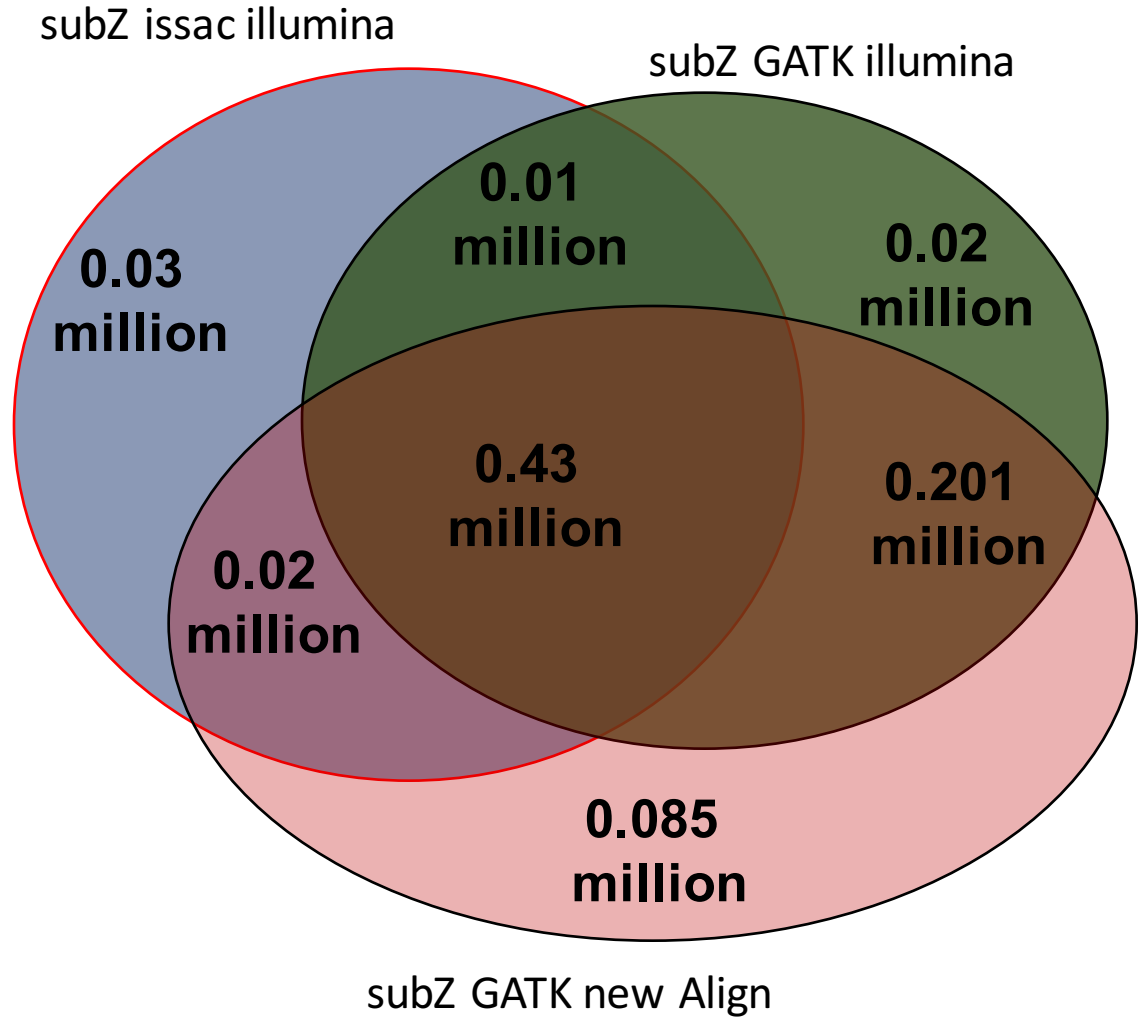 subZ issac illumina
subZ GATK illumina
0.01
million
0.02
million
0.03
million
0.43
million
0.201
million
0.02
million
0.085
million
subZ GATK new Align